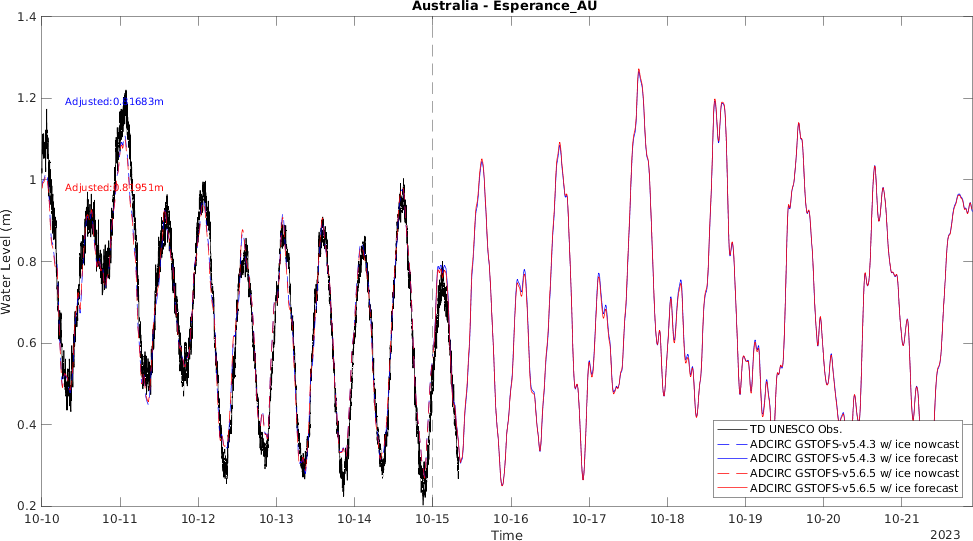 Australia - Esperance_AU
1.4
1.2
1
0.8
0.6
0.4
0.2
Water Level (m)
Adjusted:0.81683m
Adjusted:0.81951m
TD UNESCO Obs.
ADCIRC GSTOFS-v5.4.3 w/ ice nowcast
ADCIRC GSTOFS-v5.4.3 w/ ice forecast
ADCIRC GSTOFS-v5.6.5 w/ ice nowcast
ADCIRC GSTOFS-v5.6.5 w/ ice forecast
10-10 10-11 10-12 10-13 10-14 10-15 10-16 10-17 10-18 10-19 10-20 10-21
Time
2023